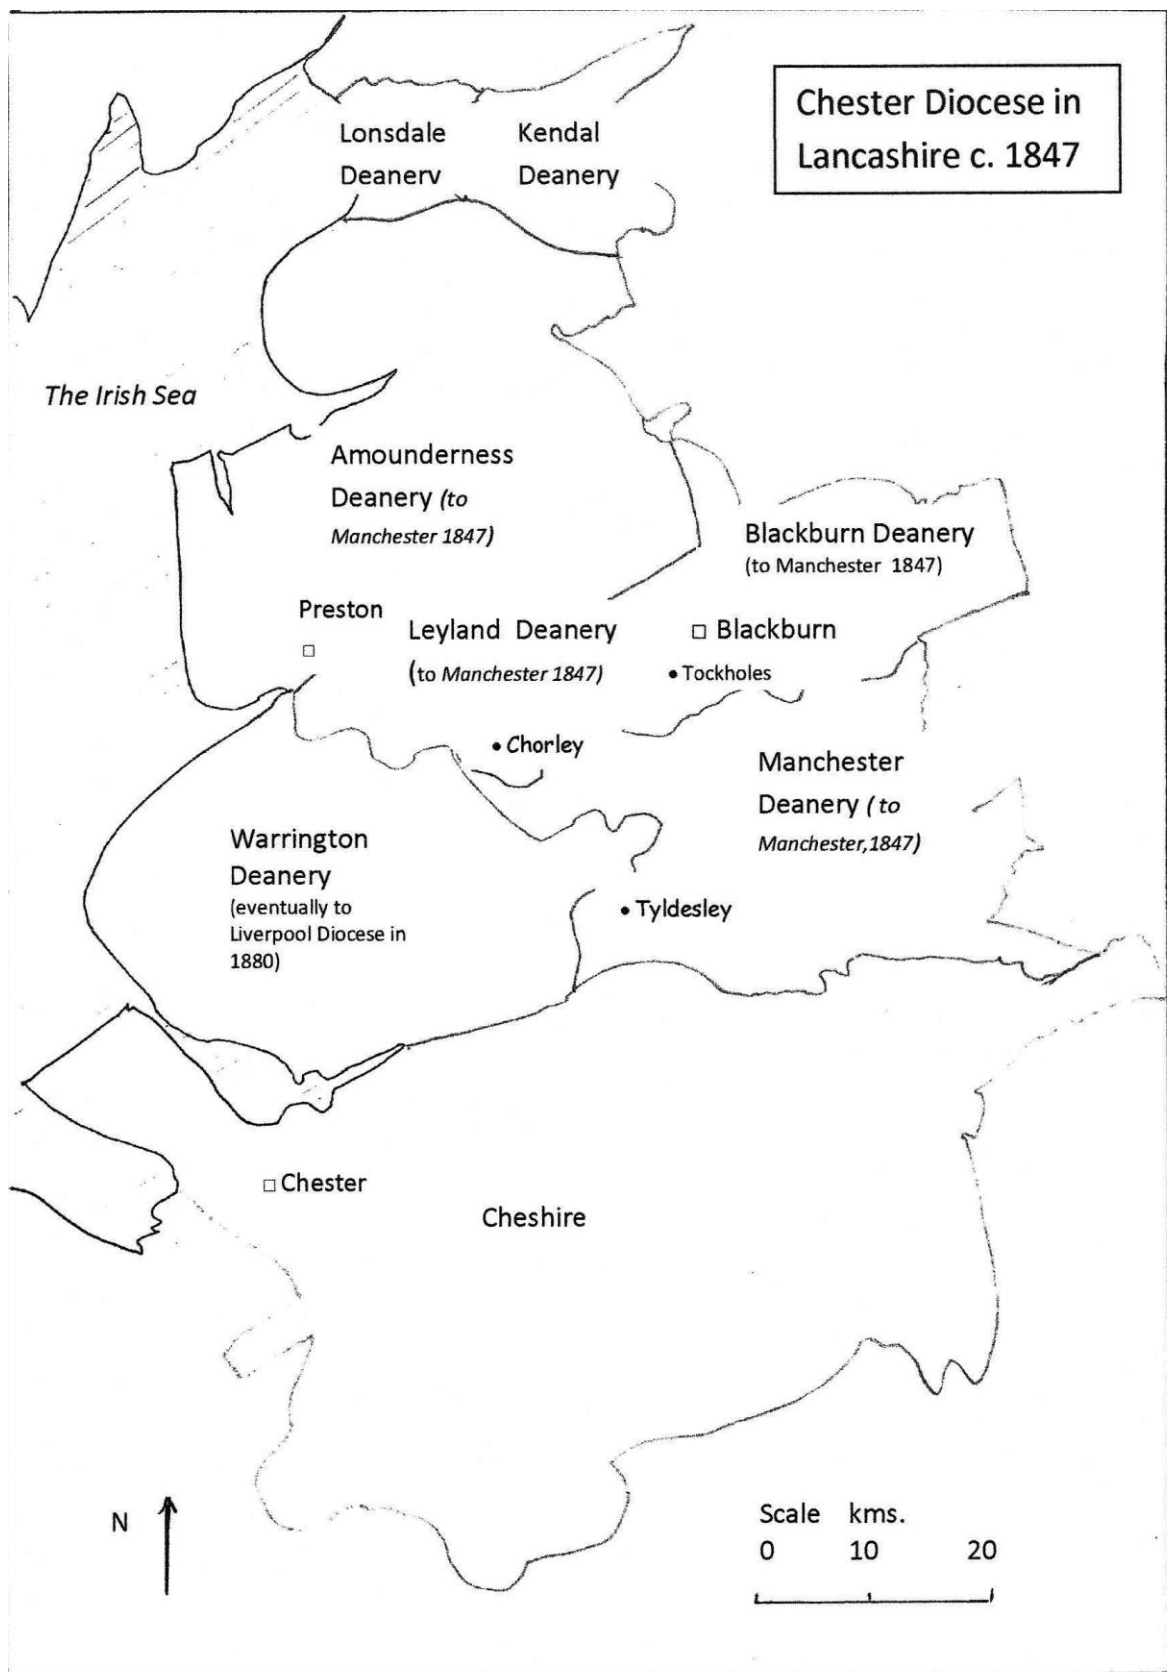 Chester Diocese in
Lancashire c. 1847
Lonsdale
Deanerv
Kendal
Deanery
The Irish Sea
Amounderness
Deanery (to
Manchester 1847)
Blackburn Deanery
(to Manchester 1847)
Preston
Leyland Deanery
(to Manchester 1847)
Blackburn
Tockholes
Chorley
Manchester
Deanery ( to
Manchester,1847)
Warrington
Deanery
(eventually to
Liverpool Diocese in
1880)
Tyldesley
Chester
Cheshire
N
Scale kms.
0 10 20